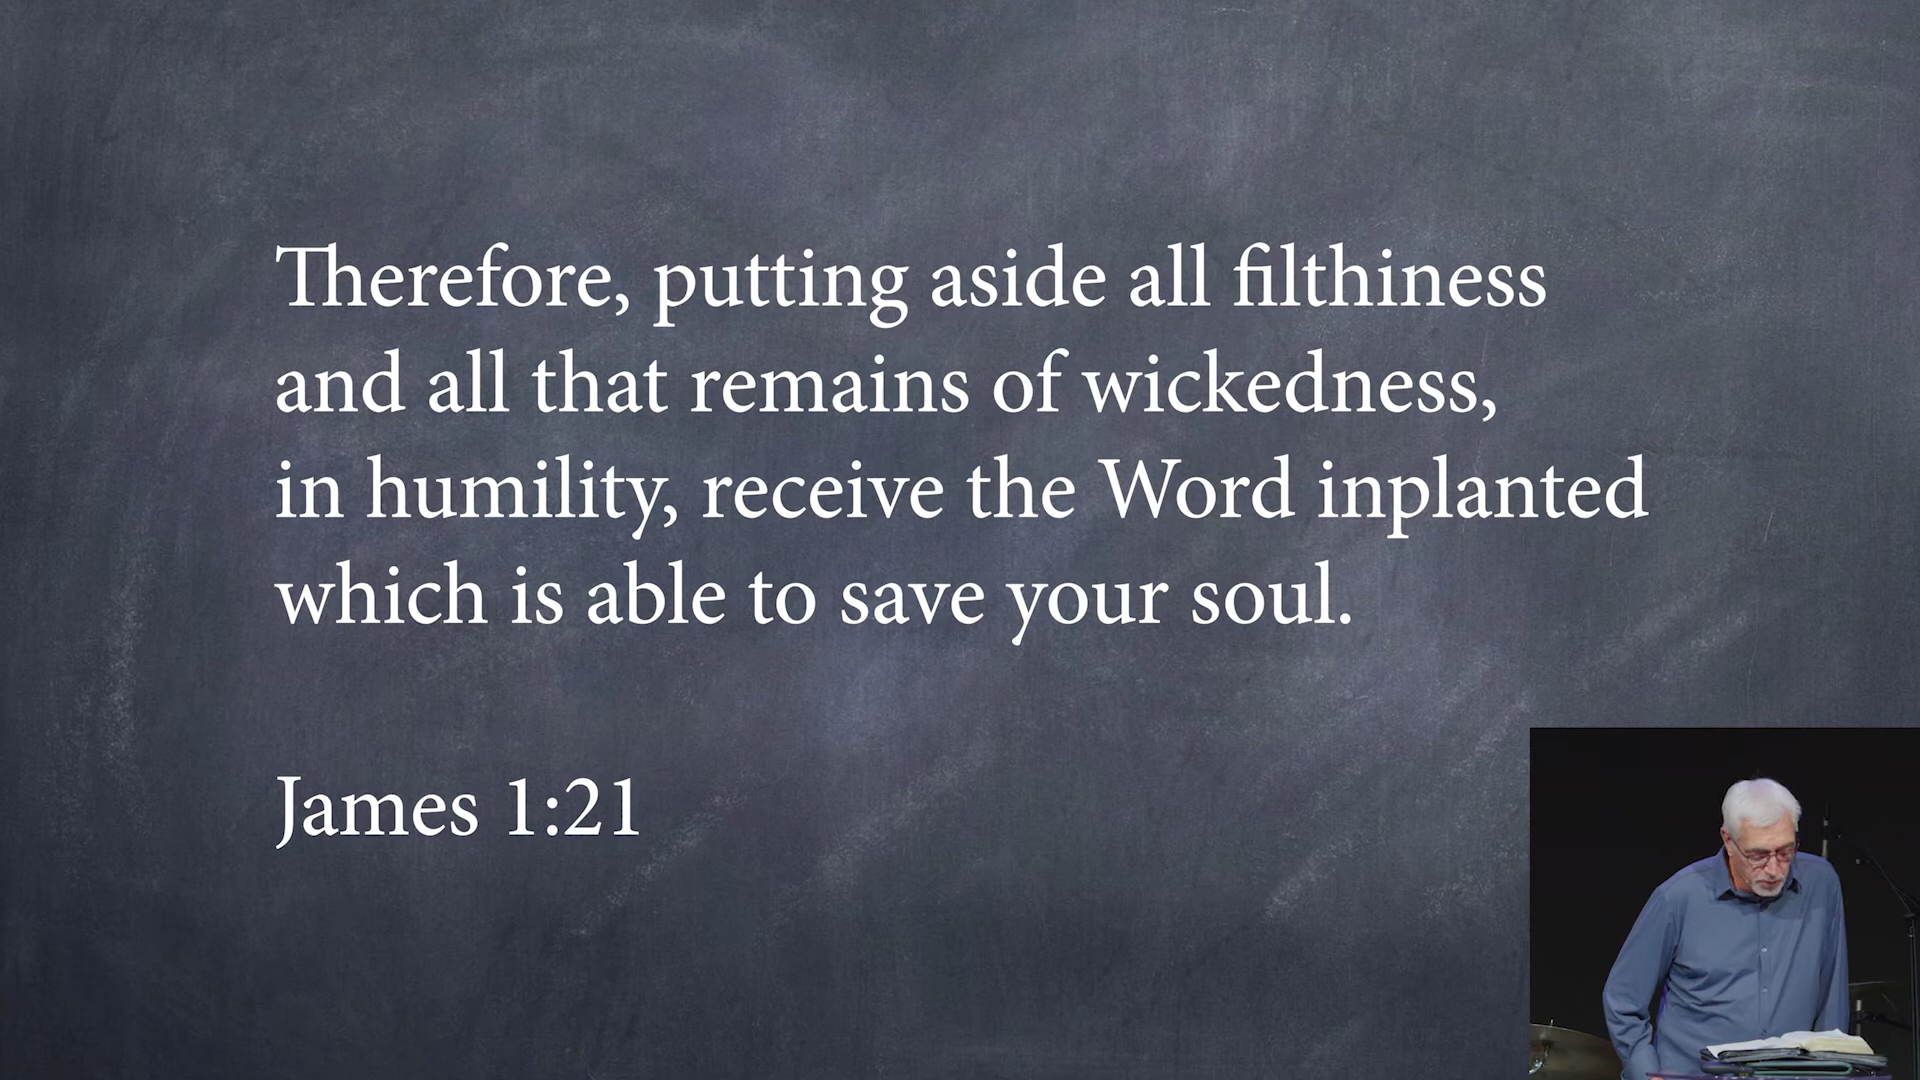 Therefore, putting aside all filthiness
and all that remains of wickedness,
in humility, receive the Word inplanted
which is able to save your soul.
James 1:21